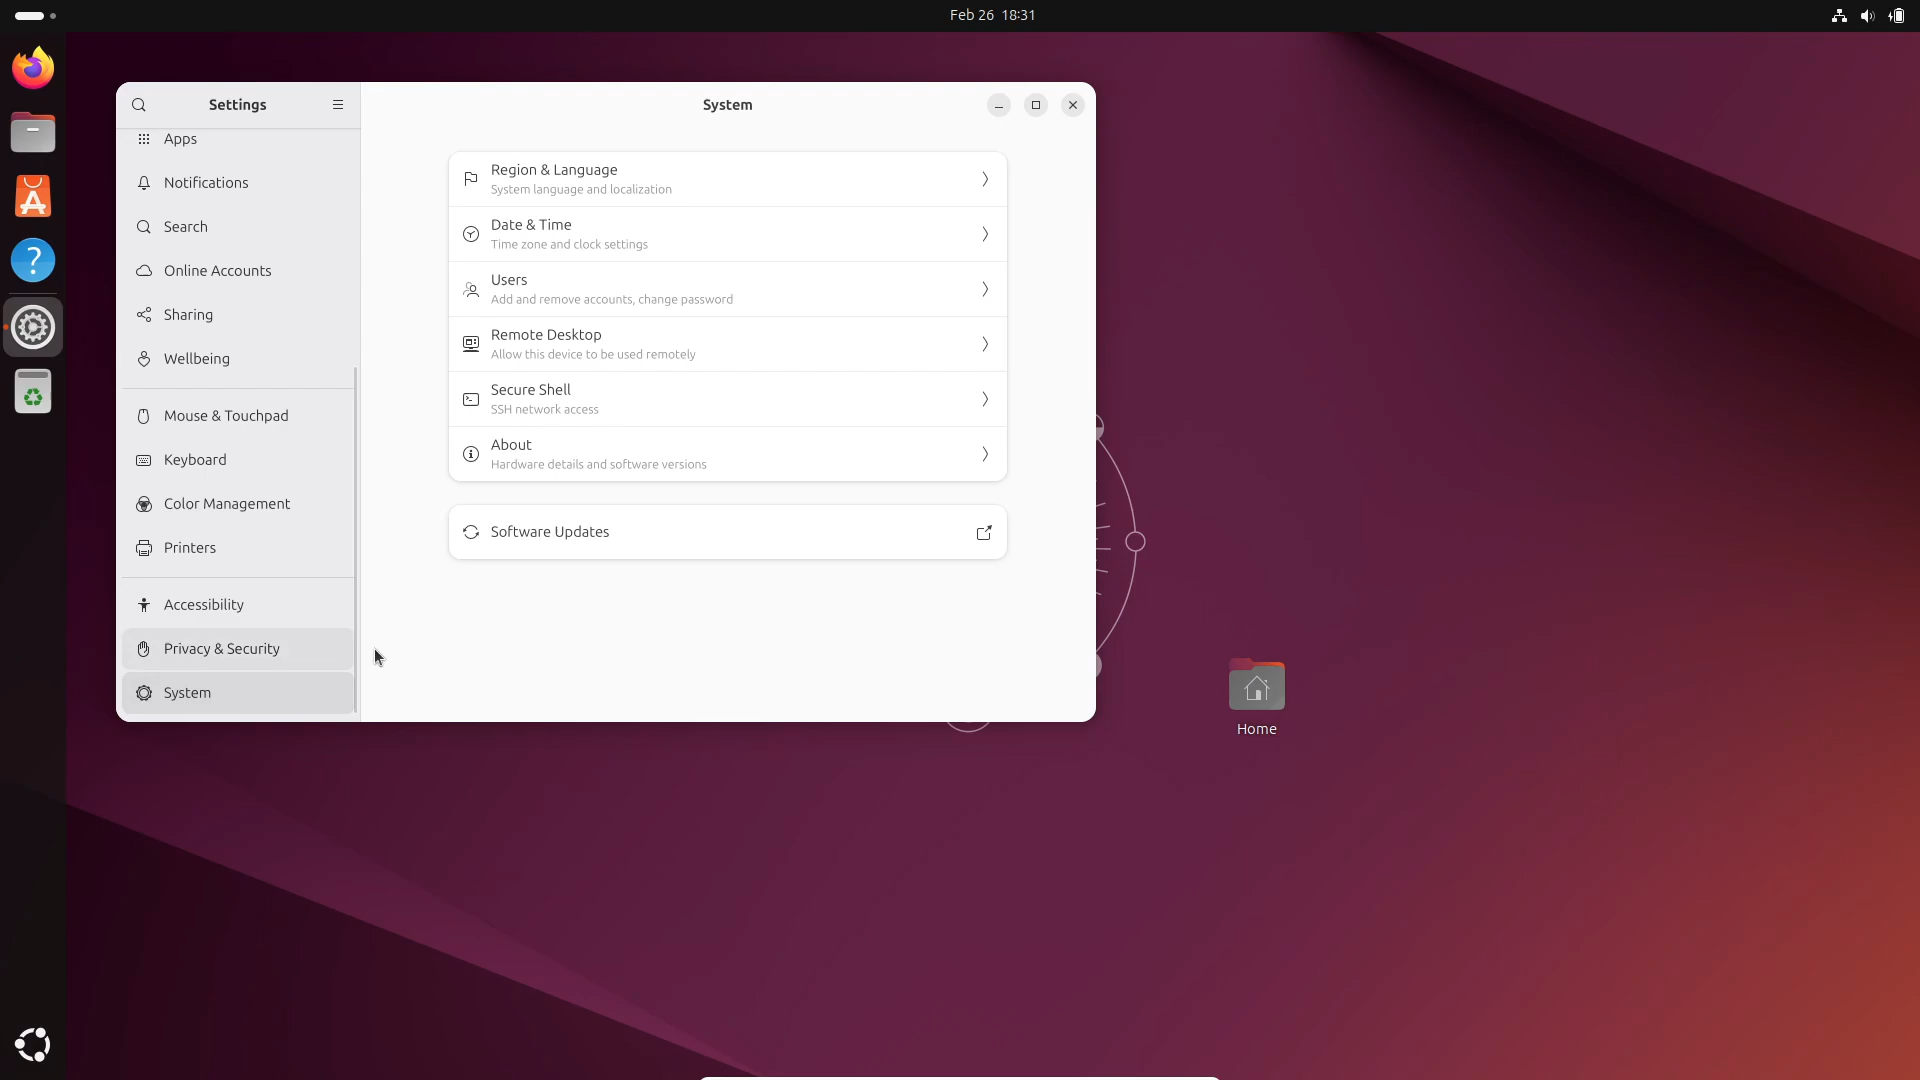 Feb 26 18:31
Settings
System
Apps
Notifications
Search
Online Accounts
Sharing
Wellbeing
Mouse & Touchpad
Keyboard
Color Management
Printers
Accessibility
Privacy & Security
System
Region & Language
System language and localization
Date & Time
Time zone and clock settings
Users
Add and remove accounts, change password
Remote Desktop
Allow this device to be used remotely
Secure Shell
SSH network access
About
Hardware details and software versions
Software Updates
Home